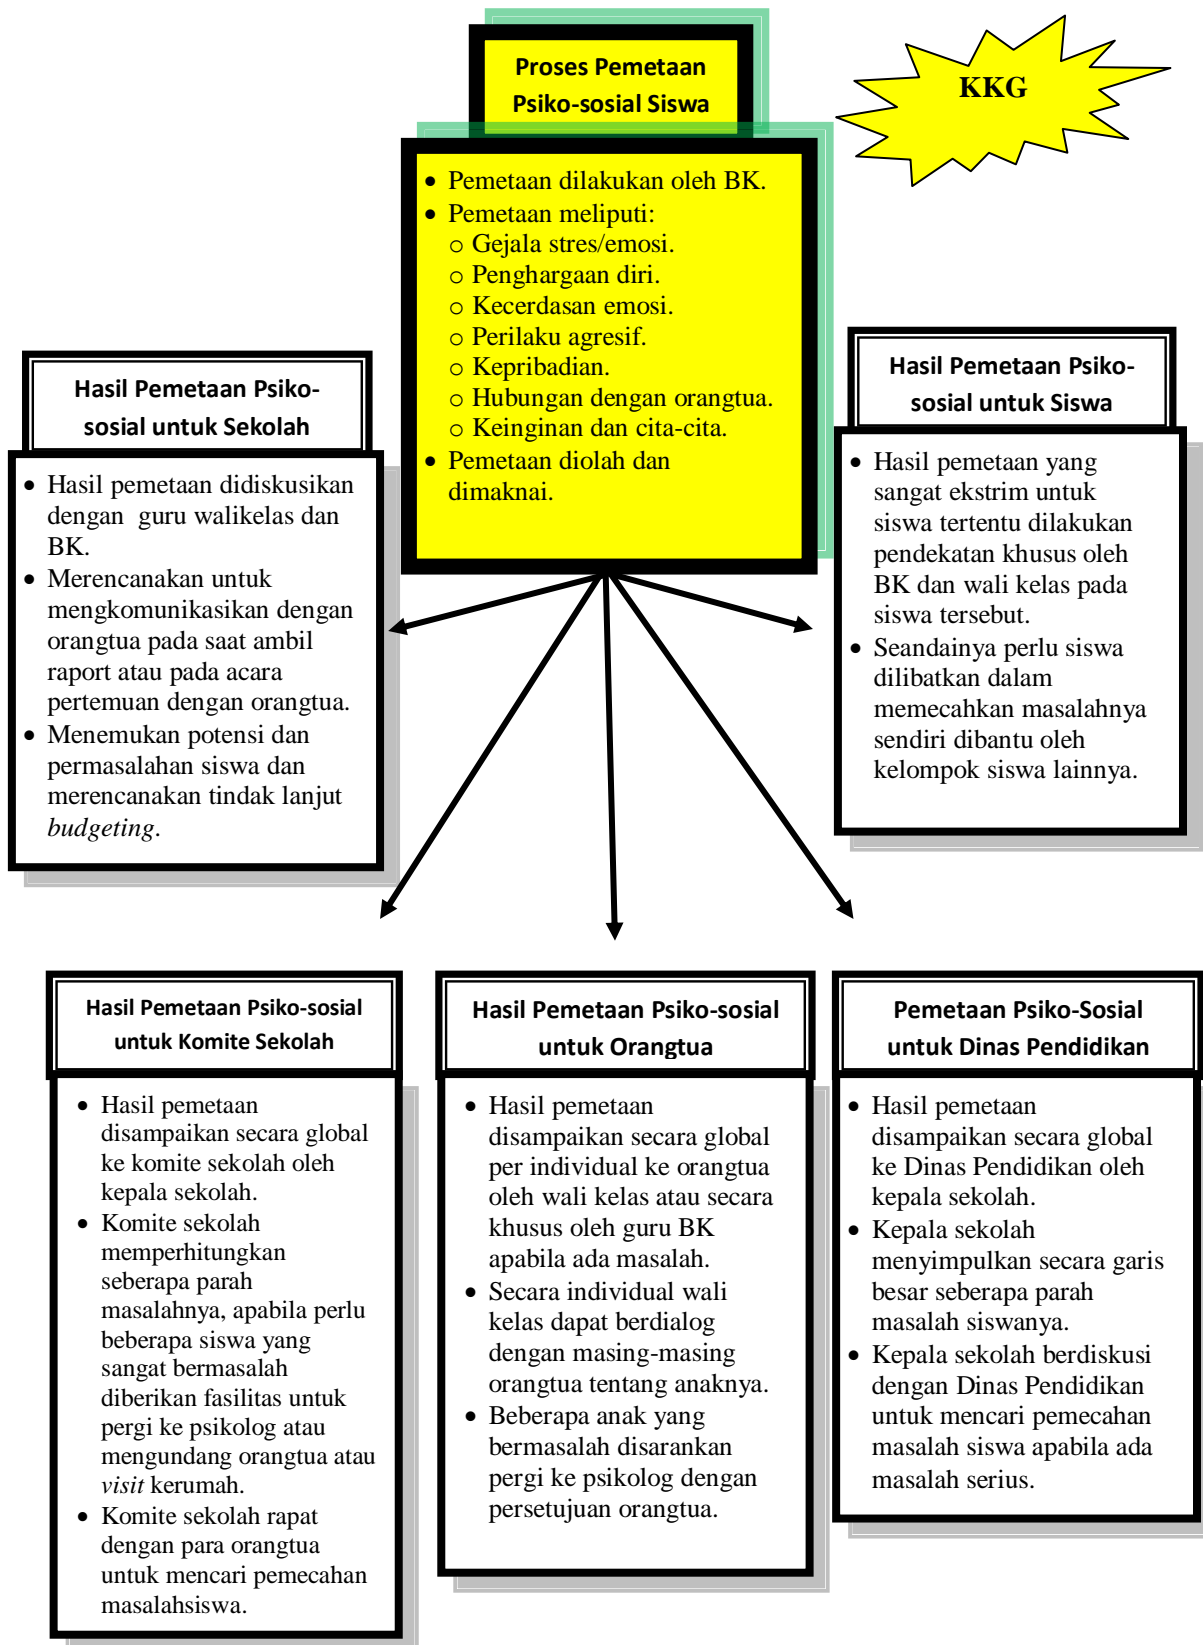 Proses Pemetaan
Psiko-sosial Siswa
KKG
• Pemetaan dilakukan oleh BK.
• Pemetaan meliputi:
o Gejala stres/emosi.
o Penghargaan diri.
o Kecerdasan emosi.
o Perilaku agresif.
o Kepribadian.
o Hubungan dengan orangtua.
o Keinginan dan cita-cita.
• Pemetaan diolah dan
dimaknai.
Hasil Pemetaan Psiko-
sosial untuk Sekolah
• Hasil pemetaan didiskusikan
dengan guru walikelas dan
BK.
• Merencanakan untuk
mengkomunikasikan dengan
orangtua pada saat ambil
raport atau pada acara
pertemuan dengan orangtua.
• Menemukan potensi dan
permasalahan siswa dan
merencanakan tindak lanjut
budgeting.
Hasil Pemetaan Psiko-
sosial untuk Siswa
• Hasil pemetaan yang
sangat ekstrim untuk
siswa tertentu dilakukan
pendekatan khusus oleh
BK dan wali kelas pada
siswa tersebut.
• Seandainya perlu siswa
dilibatkan dalam
memecahkan masalahnya
sendiri dibantu oleh
kelompok siswa lainnya.
Hasil Pemetaan Psiko-sosial
untuk Komite Sekolah
• Hasil pemetaan
disampaikan secara global
ke komite sekolah oleh
kepala sekolah.
• Komite sekolah
memperhitungkan
seberapa parah
masalahnya, apabila perlu
beberapa siswa yang
sangat bermasalah
diberikan fasilitas untuk
pergi ke psikolog atau
mengundang orangtua atau
visit kerumah.
• Komite sekolah rapat
dengan para orangtua
untuk mencari pemecahan
masalahsiswa.
Hasil Pemetaan Psiko-sosial
untuk Orangtua
• Hasil pemetaan
disampaikan secara global
per individual ke orangtua
oleh wali kelas atau secara
khusus oleh guru BK
apabila ada masalah.
• Secara individual wali
kelas dapat berdialog
dengan masing-masing
orangtua tentang anaknya.
• Beberapa anak yang
bermasalah disarankan
pergi ke psikolog dengan
persetujuan orangtua.
Pemetaan Psiko-Sosial
untuk Dinas Pendidikan
• Hasil pemetaan
disampaikan secara global
ke Dinas Pendidikan oleh
kepala sekolah.
• Kepala sekolah
menyimpulkan secara garis
besar seberapa parah
masalah siswanya.
• Kepala sekolah berdiskusi
dengan Dinas Pendidikan
untuk mencari pemecahan
masalah siswa apabila ada
masalah serius.